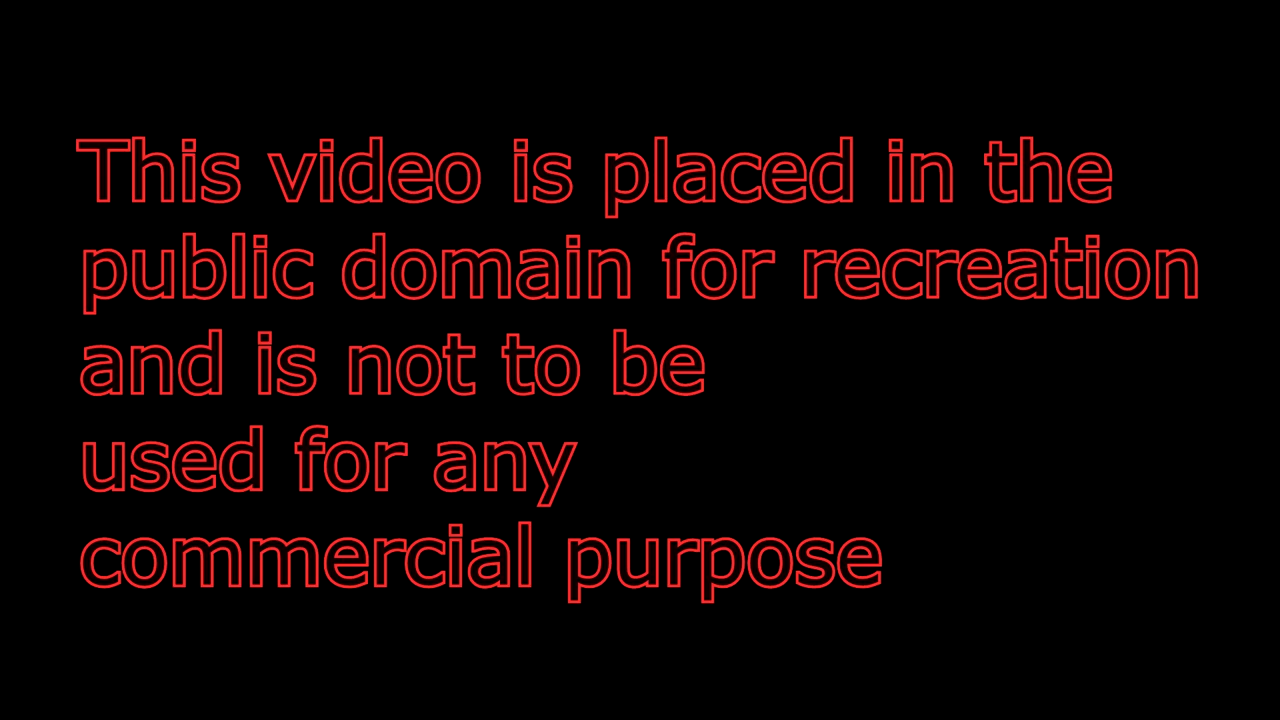 This video is placed in the
public domain for recreation
and is not to be
used for any
commercial purpose